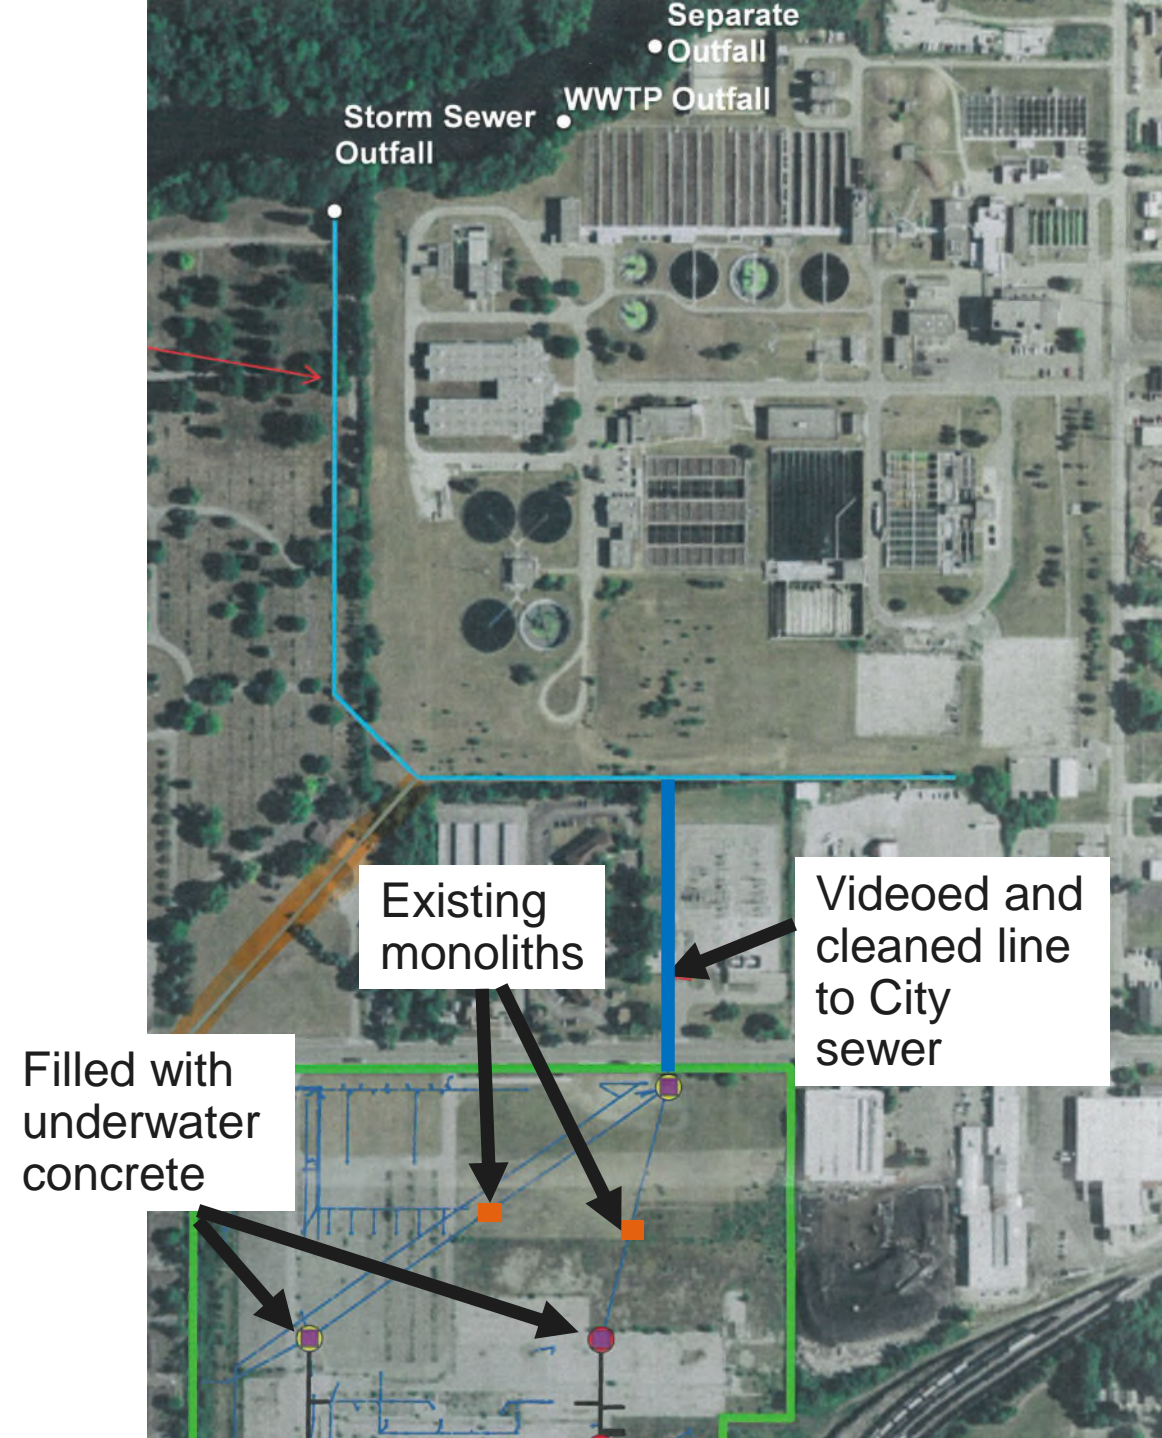 Separate
Outfall
WWTP Outfall
Storm Sewer
Outfall
Existing
monoliths
Videoed and
cleaned line
to City
sewer
Filled with
underwater
concrete